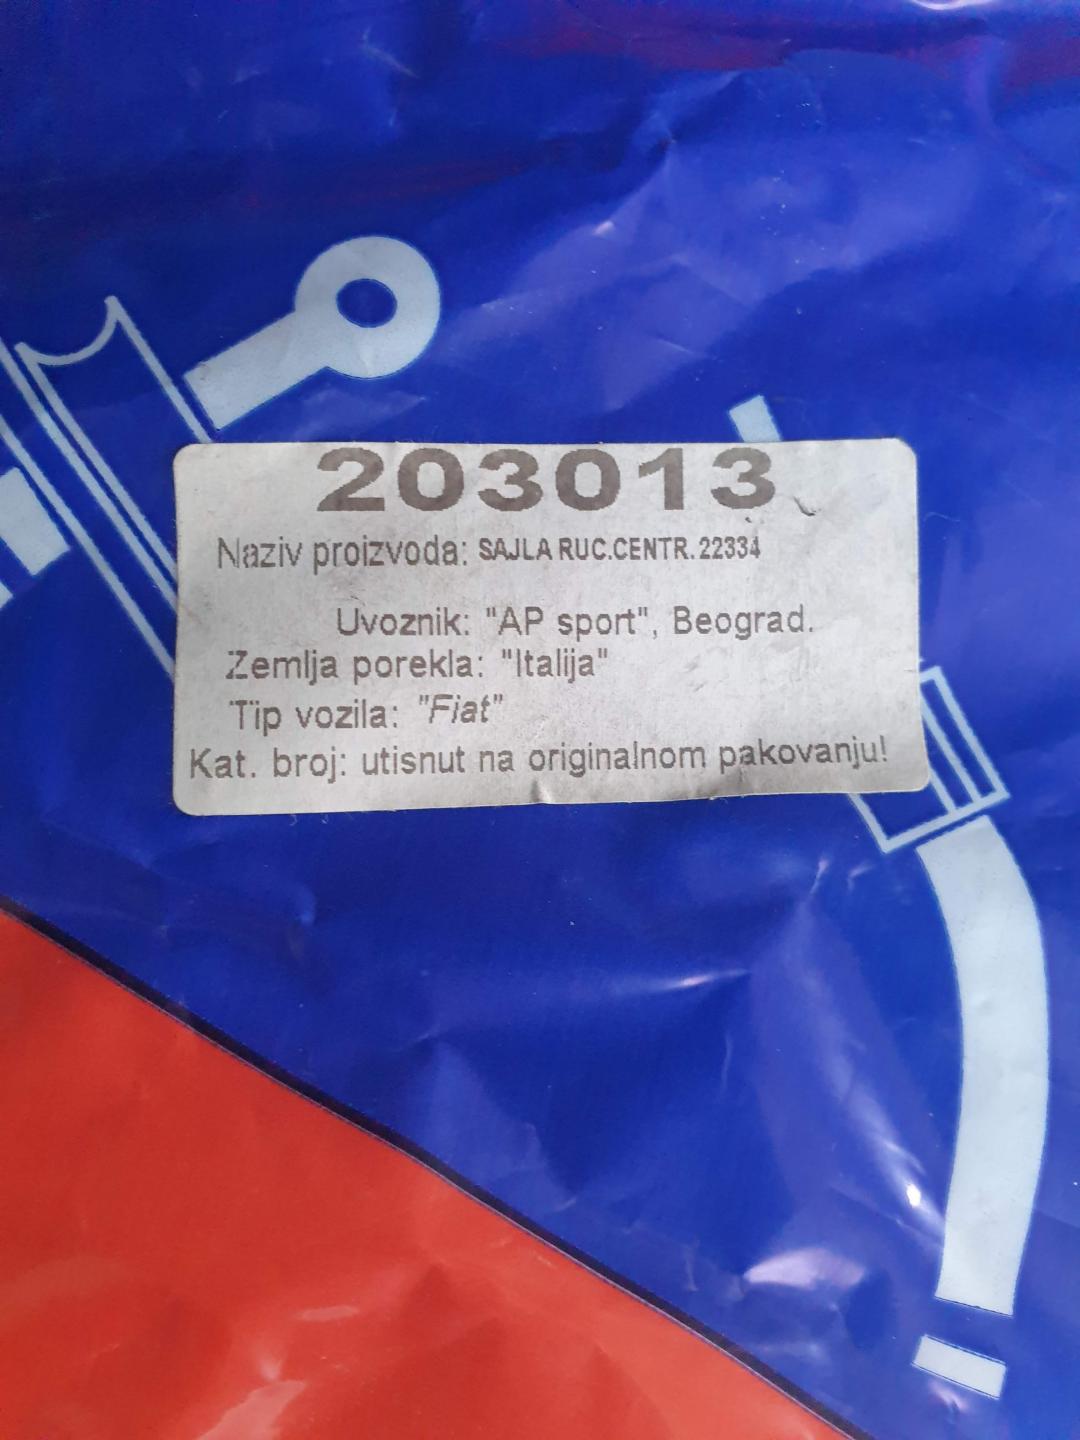 203013
Naziv proizvoda: SAJLA RUC.CENTR. 22334
Uvoznik: "AP sport", Beograd.
Zemlja porekla: "Italija"
Tip vozila: "Fiat"
Kat. broj: utisnut na originalnom pakovanju!